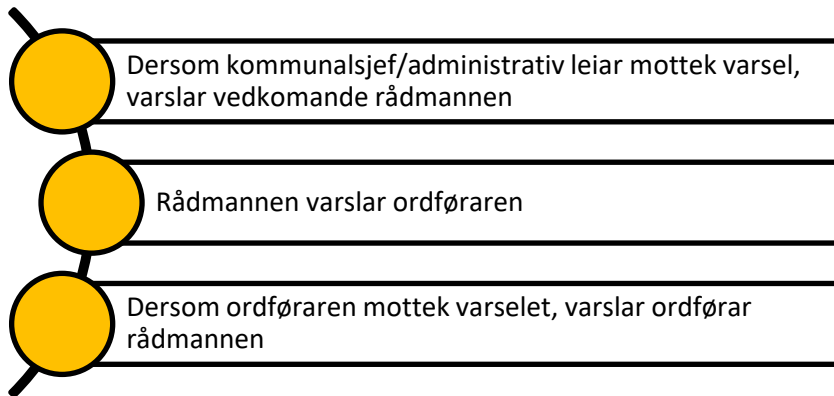 Dersom kommunalsjef/administrativ leiar mottek varsel,
varslar vedkomande rådmannen
Rådmannen varslar ordføraren
Dersom ordføraren mottek varselet, varslar ordførar
rådmannen